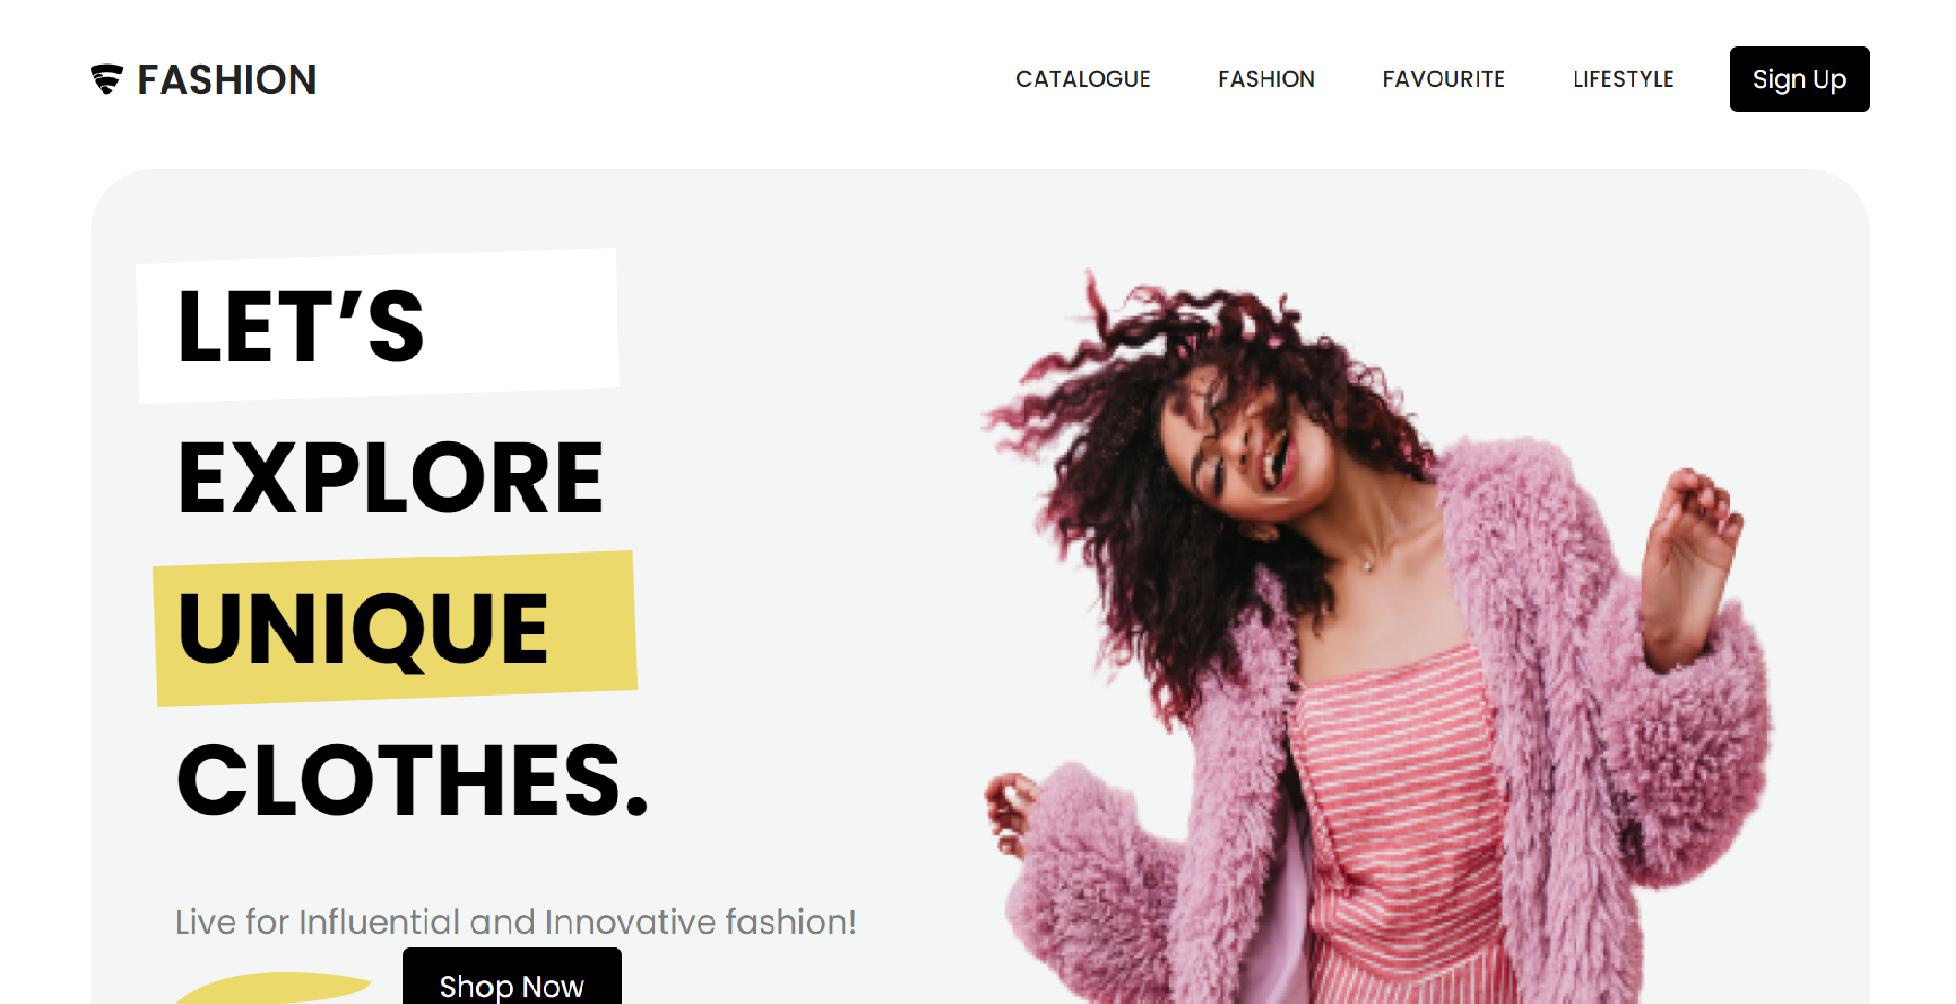 FASHION
CATALOGUE
FASHION
FAVOURITE
LIFESTYLE
Sign Up
LET’S
EXPLORE
UNIQUE
CLOTHES.
Live for Influential and Innovative fashion!
Shop Now